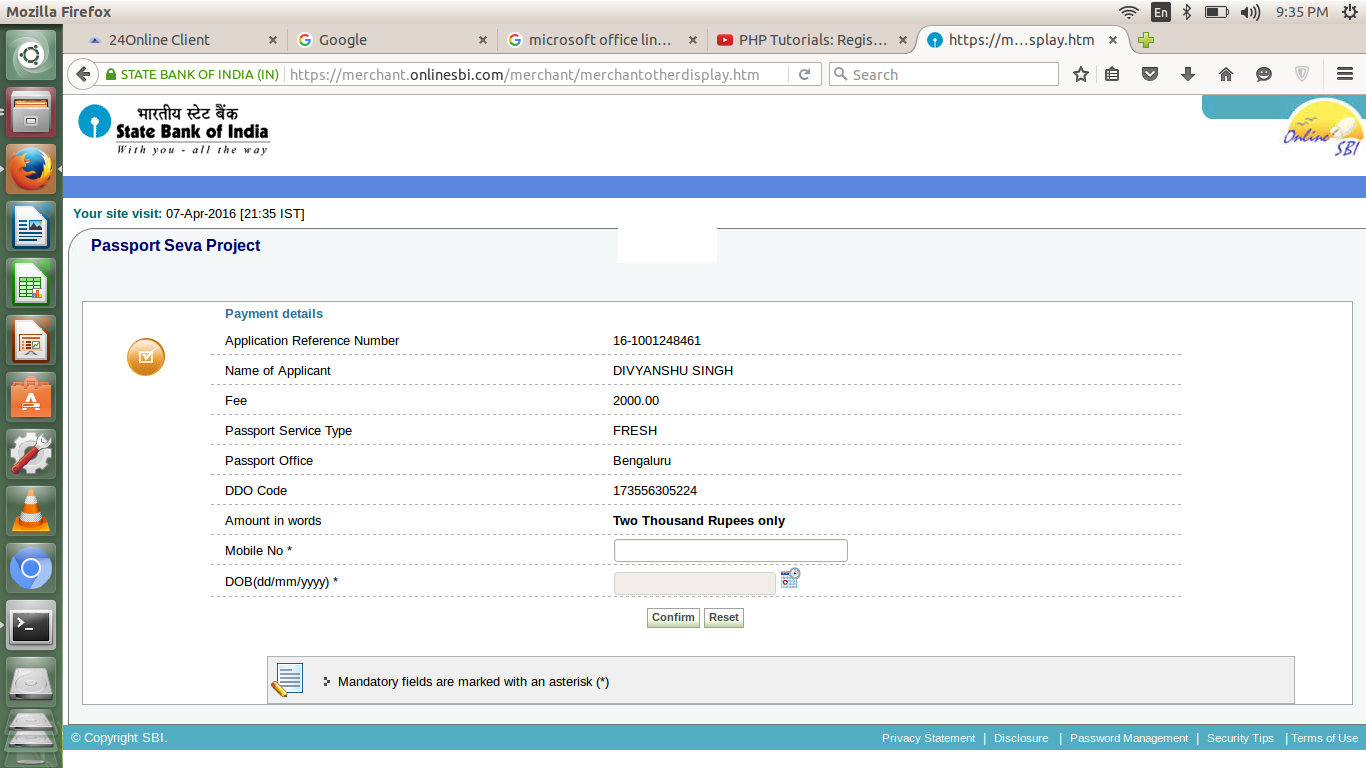 Mozilla Firefox
En
9:35 PM
24Online Client
Google
microsoft office lin...
PHP Tutorials: Regis...
https://m...splay.htm
STATE BANK OF INDIA (IN)
https://merchant.onlinesbi.com/merchant/merchantotherdisplay.htm
Search
भारतीय स्टेट बैंक
State Bank of India
With you - all the way
Online SBI
Your site visit: 07-Apr-2016 [21:35 IST]
Passport Seva Project
Payment details
Application Reference Number 16-1001248461
Name of Applicant DIVYANSHU SINGH
Fee 2000.00
Passport Service Type FRESH
Passport Office Bengaluru
DDO Code 173556305224
Amount in words Two Thousand Rupees only
Mobile No *
DOB(dd/mm/yyyy) *
Confirm Reset
Mandatory fields are marked with an asterisk (*)
© Copyright SBI.
Privacy Statement | Disclosure | Password Management | Security Tips | Terms of Use